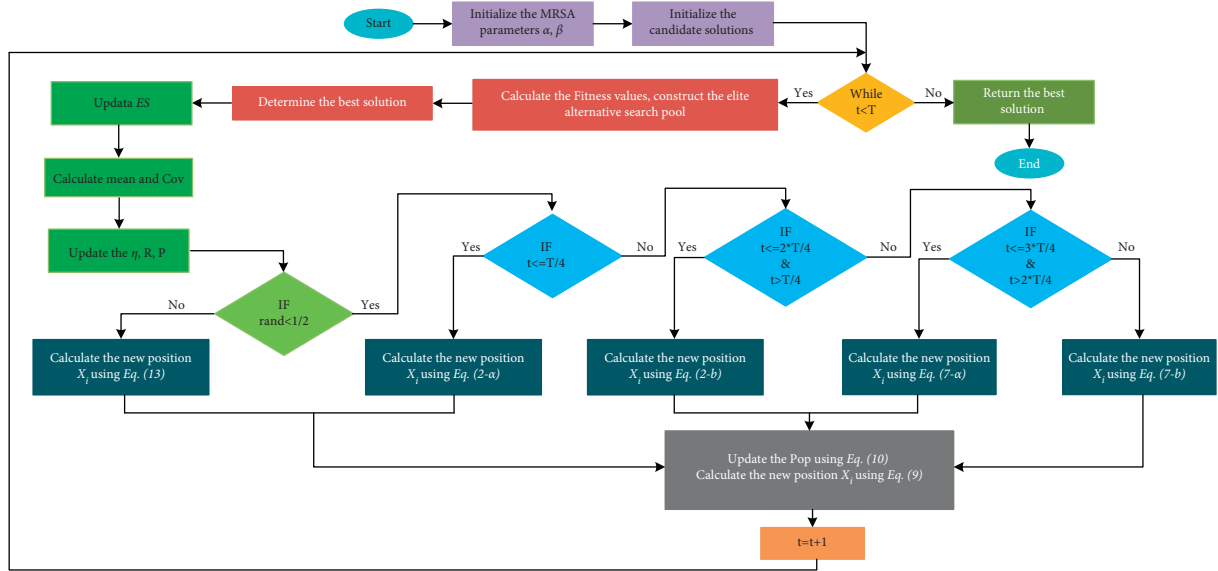 Start
Initialize the MRSA
parameters α, β
Initialize the
candidate solutions
Updata ES
Determine the best solution
Calculate the Fitness values, construct the elite
alternative search pool
Yes
While
t<T
No
Return the best
solution
End
Calculate mean and Cov
Update the η, R, P
No
IF
rand<1/2
Yes
Yes
IF
t<=T/4
No
Yes
IF
t<=2*T/4
&
t>T/4
No
Yes
IF
t<=3*T/4
&
t>2*T/4
No
Calculate the new position
Xi using Eq. (13)
Calculate the new position
Xi using Eq. (2-α)
Calculate the new position
Xi using Eq. (2-b)
Calculate the new position
Xi using Eq. (7-α)
Calculate the new position
Xi using Eq. (7-b)
Update the Pop using Eq. (10)
Calculate the new position Xi using Eq. (9)
t=t+1